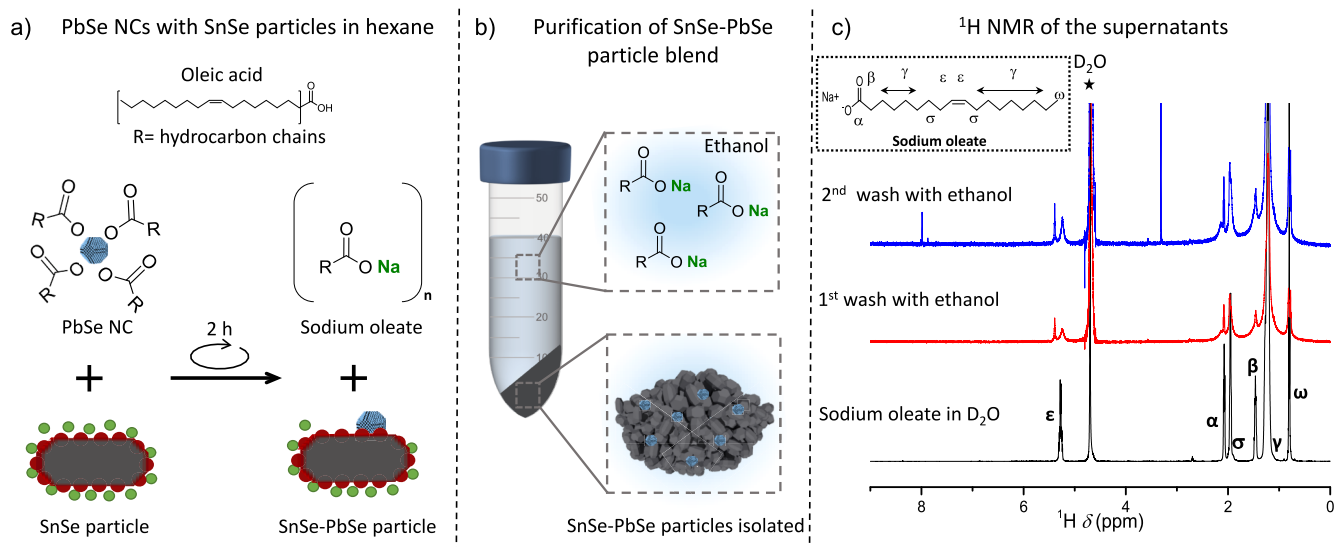 a) PbSe NCs with SnSe particles in hexane
Oleic acid
O
OH
R= hydrocarbon chains
O
R
O
O
O
R
O
R
O
O
O
R
PbSe NC
+
SnSe particle
2 h
O
R
O Na
n
Sodium oleate
+
SnSe-PbSe particle
b) Purification of SnSe-PbSe
particle blend
50
40
30
20
10
Ethanol
O
R
O Na
O
R
O Na
O
R
O Na
SnSe-PbSe particles isolated
c) ¹H NMR of the supernatants
D₂O
★
β γ ε ε γ
O
Na+
-O
α σ σ ω
Sodium oleate
2nd wash with ethanol
1st wash with ethanol
Sodium oleate in D₂O
ε α σ β γ ω
8 6 4 2 0
¹H δ (ppm)